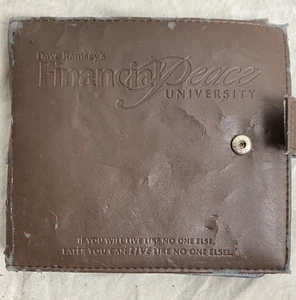 Dave Ramsey's
Financial Peace
UNIVERSITY
IF YOU WILL LIVE LIKE NO ONE ELSE,
LATER YOU CAN LIVE LIKE NO ONE ELSE.